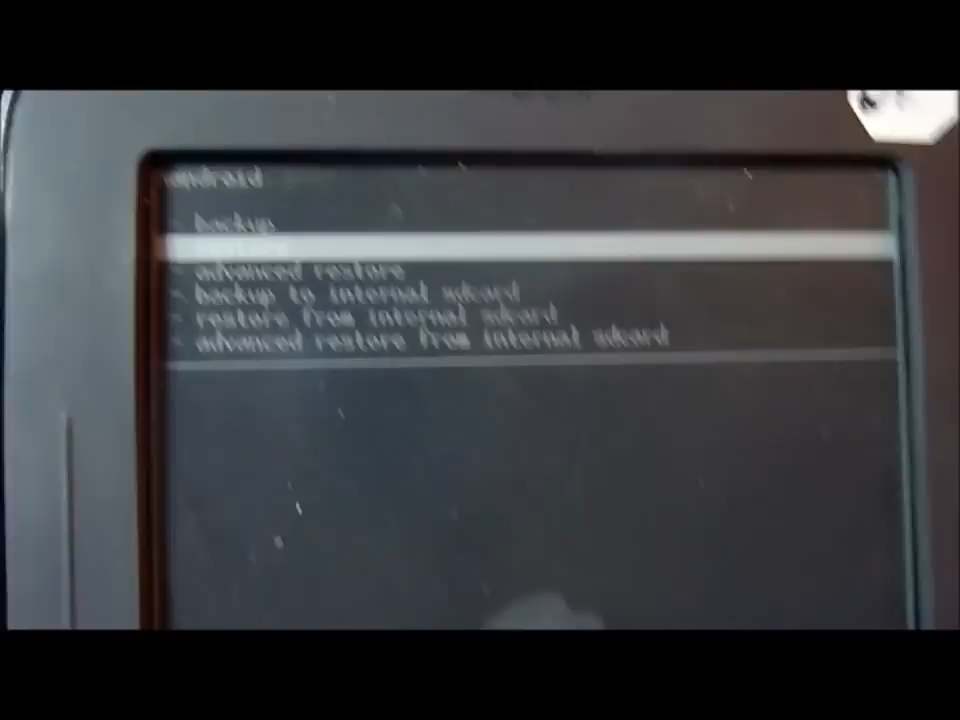 android
- backup
- advanced restore
- backup to internal sdcard
- restore from internal sdcard
- advanced restore from internal sdcard